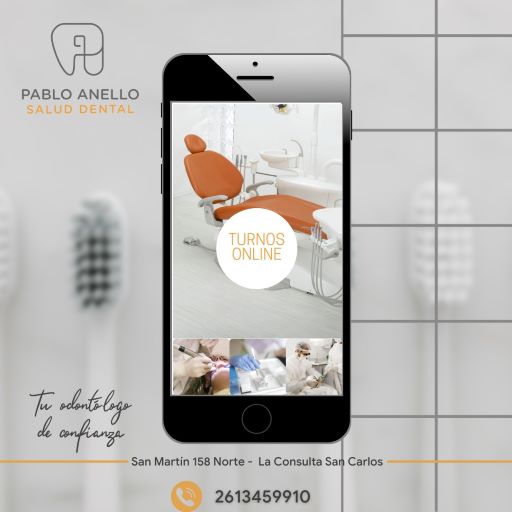 PABLO ANELLO
SALUD DENTAL
TURNOS
ONLINE
Tu odontólogo
de confianza
San Martín 158 Norte - La Consulta San Carlos
2613459910